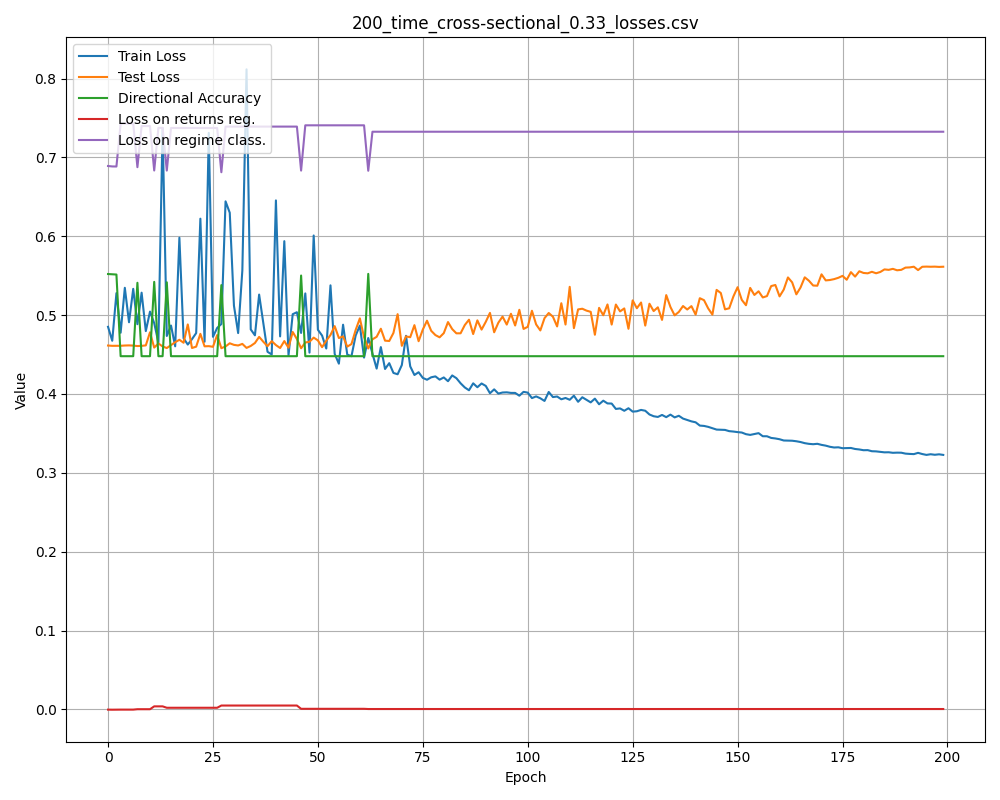 200_time_cross-sectional_0.33_losses.csv
Train Loss
Test Loss
Directional Accuracy
Loss on returns reg.
Loss on regime class.
0.8
0.7
0.6
0.5
0.4
0.3
0.2
0.1
0.0
Value
0 25 50 75 100 125 150 175 200
Epoch